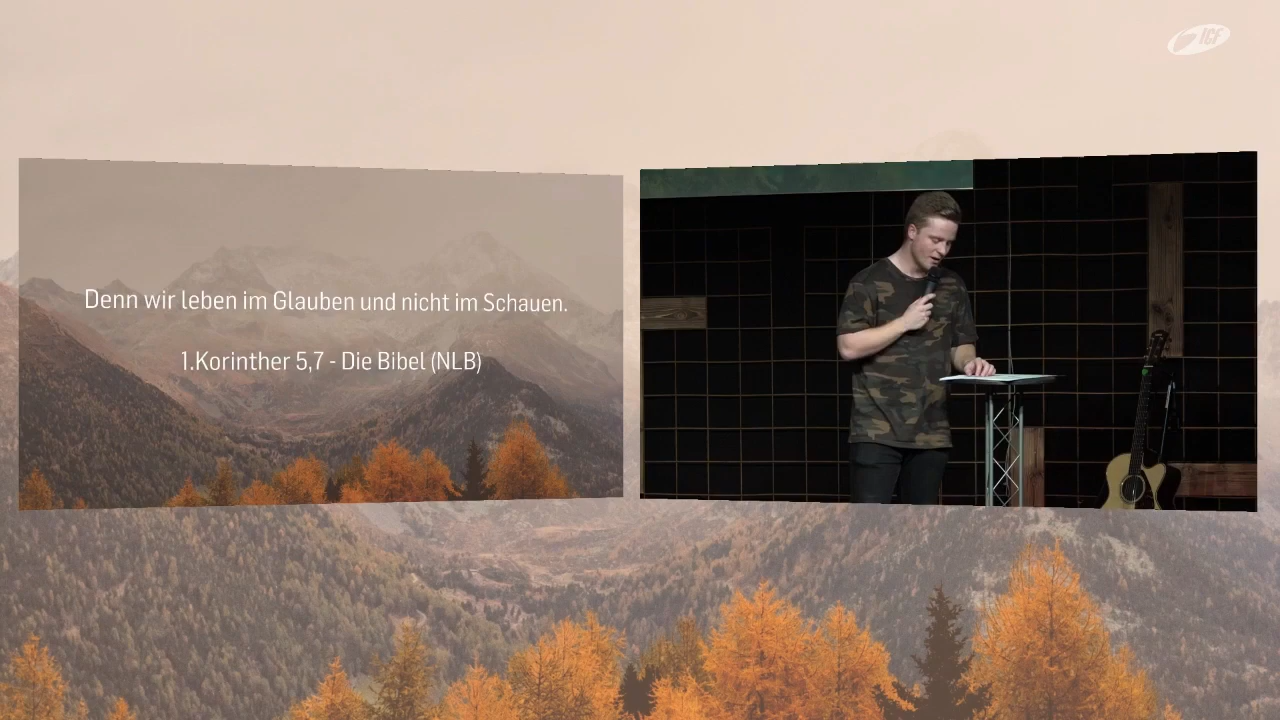 ICF
Denn wir leben im Glauben und nicht im Schauen.
1.Korinther 5,7 - Die Bibel (NLB)